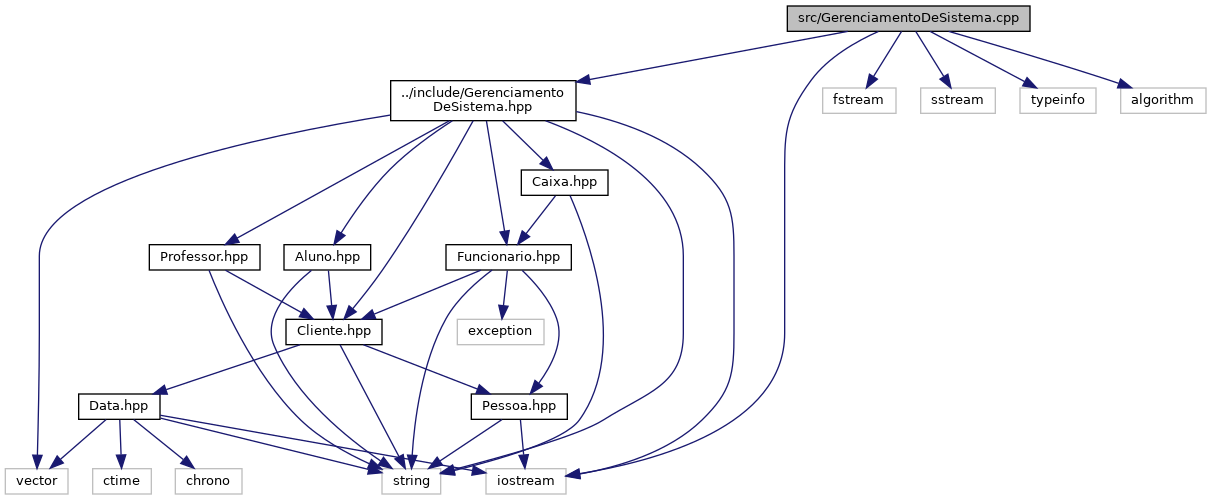 src/GerenciamentoDeSistema.cpp
../include/Gerenciamento
DeSistema.hpp
fstream
sstream
typeinfo
algorithm
Caixa.hpp
Professor.hpp
Aluno.hpp
Funcionario.hpp
Cliente.hpp
exception
Data.hpp
Pessoa.hpp
vector
ctime
chrono
string
iostream